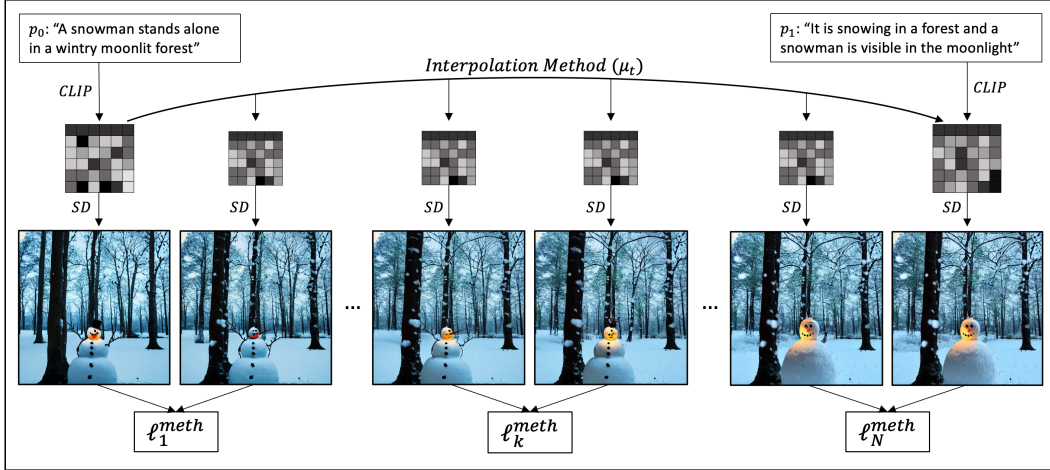 p₀: “A snowman stands alone
in a wintry moonlit forest”
p₁: “It is snowing in a forest and a
snowman is visible in the moonlight”
Interpolation Method (μₜ)
CLIP
CLIP
SD
SD
SD
SD
SD
SD
...
...
ℓ₁ᵐᵉᵗʰ
ℓₖᵐᵉᵗʰ
ℓ_Nᵐᵉᵗʰ